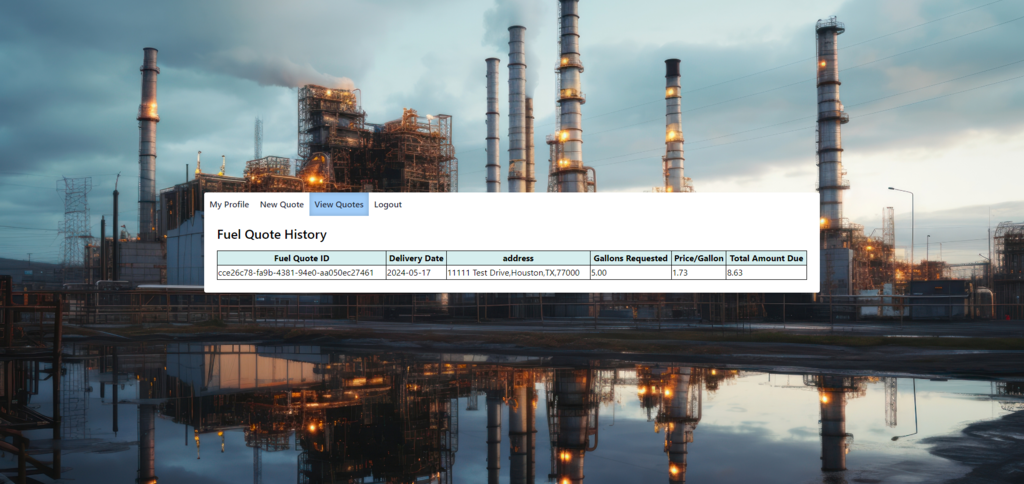 My Profile New Quote View Quotes Logout
Fuel Quote History
Fuel Quote ID Delivery Date address Gallons Requested Price/Gallon Total Amount Due
cce26c78-fa9b-4381-94e0-aa050ec27461 2024-05-17 11111 Test Drive,Houston,TX,77000 5.00 1.73 8.63